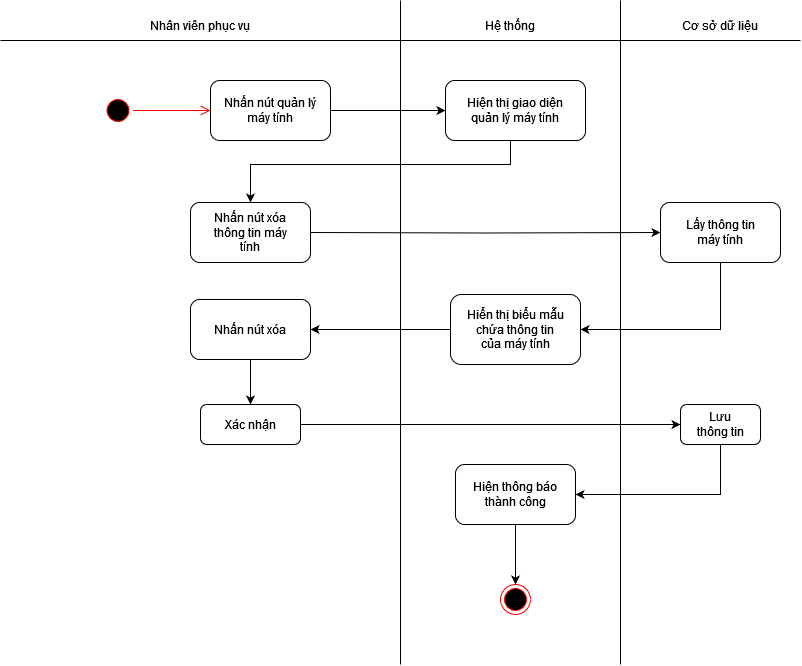 Nhân viên phục vụ
Hệ thống
Cơ sở dữ liệu
Nhấn nút quản lý
máy tính
Hiện thị giao diện
quản lý máy tính
Nhấn nút xóa
thông tin máy
tính
Lấy thông tin
máy tính
Nhấn nút xóa
Hiển thị biểu mẫu
chứa thông tin
của máy tính
Xác nhận
Lưu
thông tin
Hiện thông báo
thành công